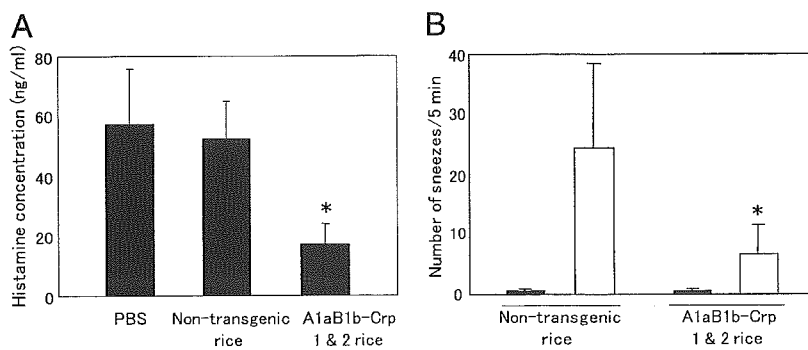 A
Histamine concentration (ng/ml)
80
60
40
20
0
*
PBS
Non-transgenic
rice
A1aB1b-Crp
1 & 2 rice
B
Number of sneezes/5 min
40
30
20
10
0
*
Non-transgenic
rice
A1aB1b-Crp
1 & 2 rice